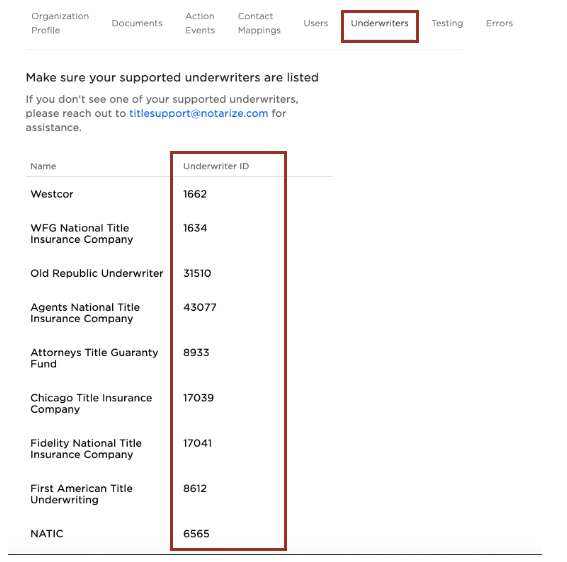 Organization Profile
Documents
Action Events
Contact Mappings
Users
Underwriters
Testing
Errors
Make sure your supported underwriters are listed
If you don't see one of your supported underwriters,
please reach out to titlesupport@notarize.com for
assistance.
Name Underwriter ID
Westcor 1662
WFG National Title 1634
Insurance Company
Old Republic Underwriter 31510
Agents National Title 43077
Insurance Company
Attorneys Title Guaranty 8933
Fund
Chicago Title Insurance 17039
Company
Fidelity National Title 17041
Insurance Company
First American Title 8612
Underwriting
NATIC 6565